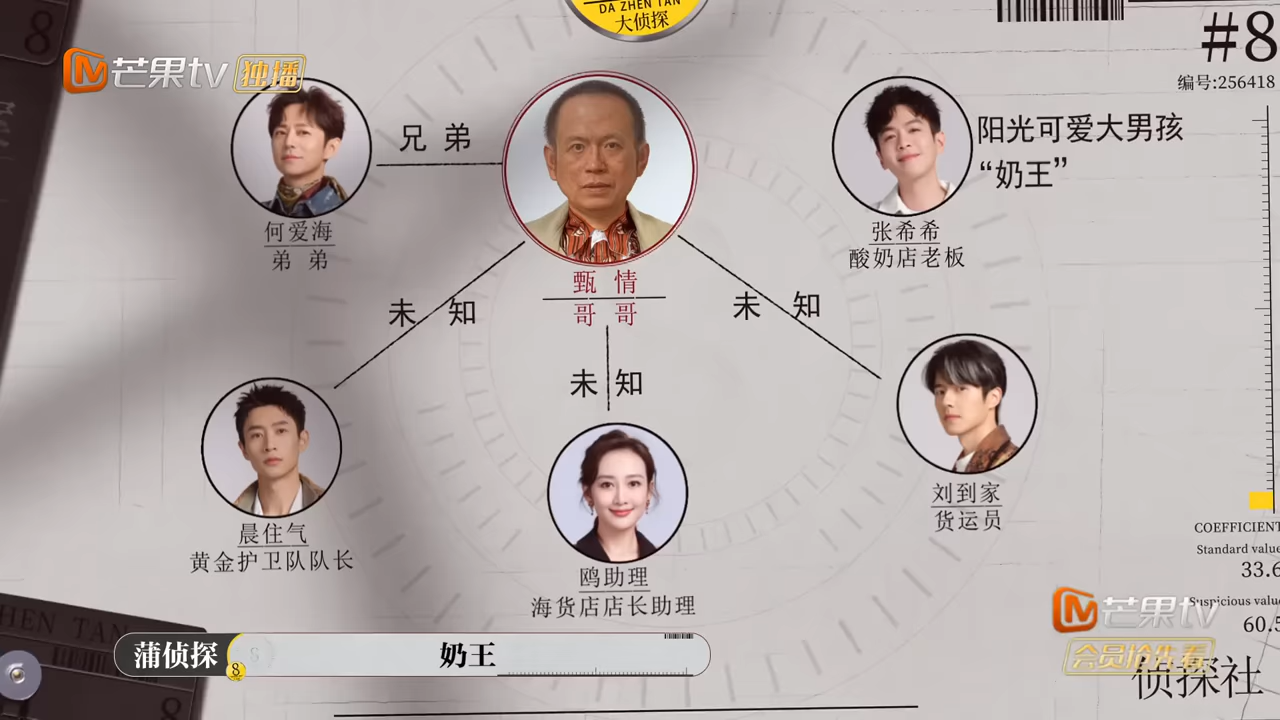 DA ZHEN TAN
大侦探
#8
编号:256418
芒果tv 独播
兄弟
阳光可爱大男孩
“奶王”
何爱海
弟弟
甄情
哥哥
张希希
酸奶店老板
未知
未知
未知
晨住气
黄金护卫队队长
鸥助理
海货店店长助理
刘到家
货运员
COEFFICIENT
Standard value
33.6
Suspicious value
60.5
HEN TAN
8
蒲侦探
8
奶王
芒果tv
会员抢先看
侦探社